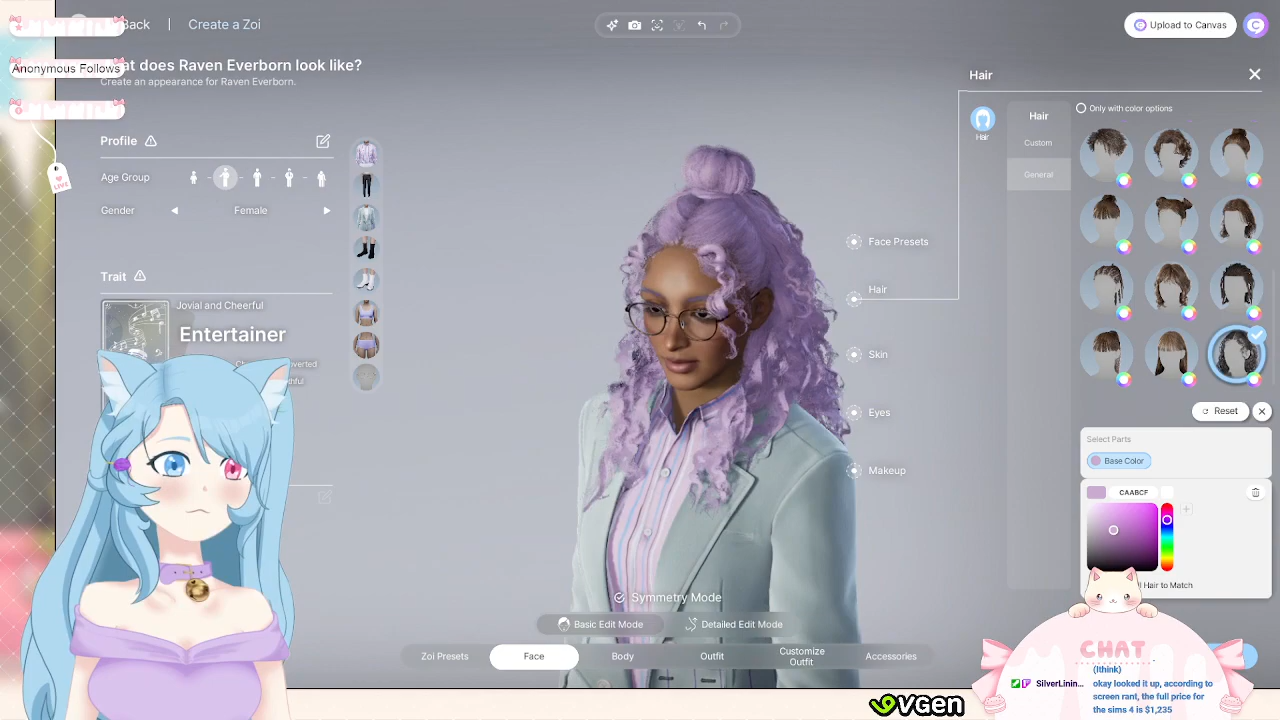 Back
Create a Zoi
Upload to Canvas
Anonymous Follows
at does Raven Everborn look like?
Create an appearance for Raven Everborn.
Profile
Age Group
Gender
Female
Trait
Jovial and Cheerful
Entertainer
LIVE
Face Presets
Hair
Skin
Eyes
Makeup
Hair
Hair
Hair
Custom
General
Only with color options
Reset
Select Parts
Base Color
CAABCF
Hair to Match
Symmetry Mode
Basic Edit Mode
Detailed Edit Mode
Zoi Presets
Face
Body
Outfit
Customize
Outfit
Accessories
VGen
CHAT
(Ithink)
SilverLinin...
okay looked it up, according to
screen rant, the full price for
the sims 4 is $1,235